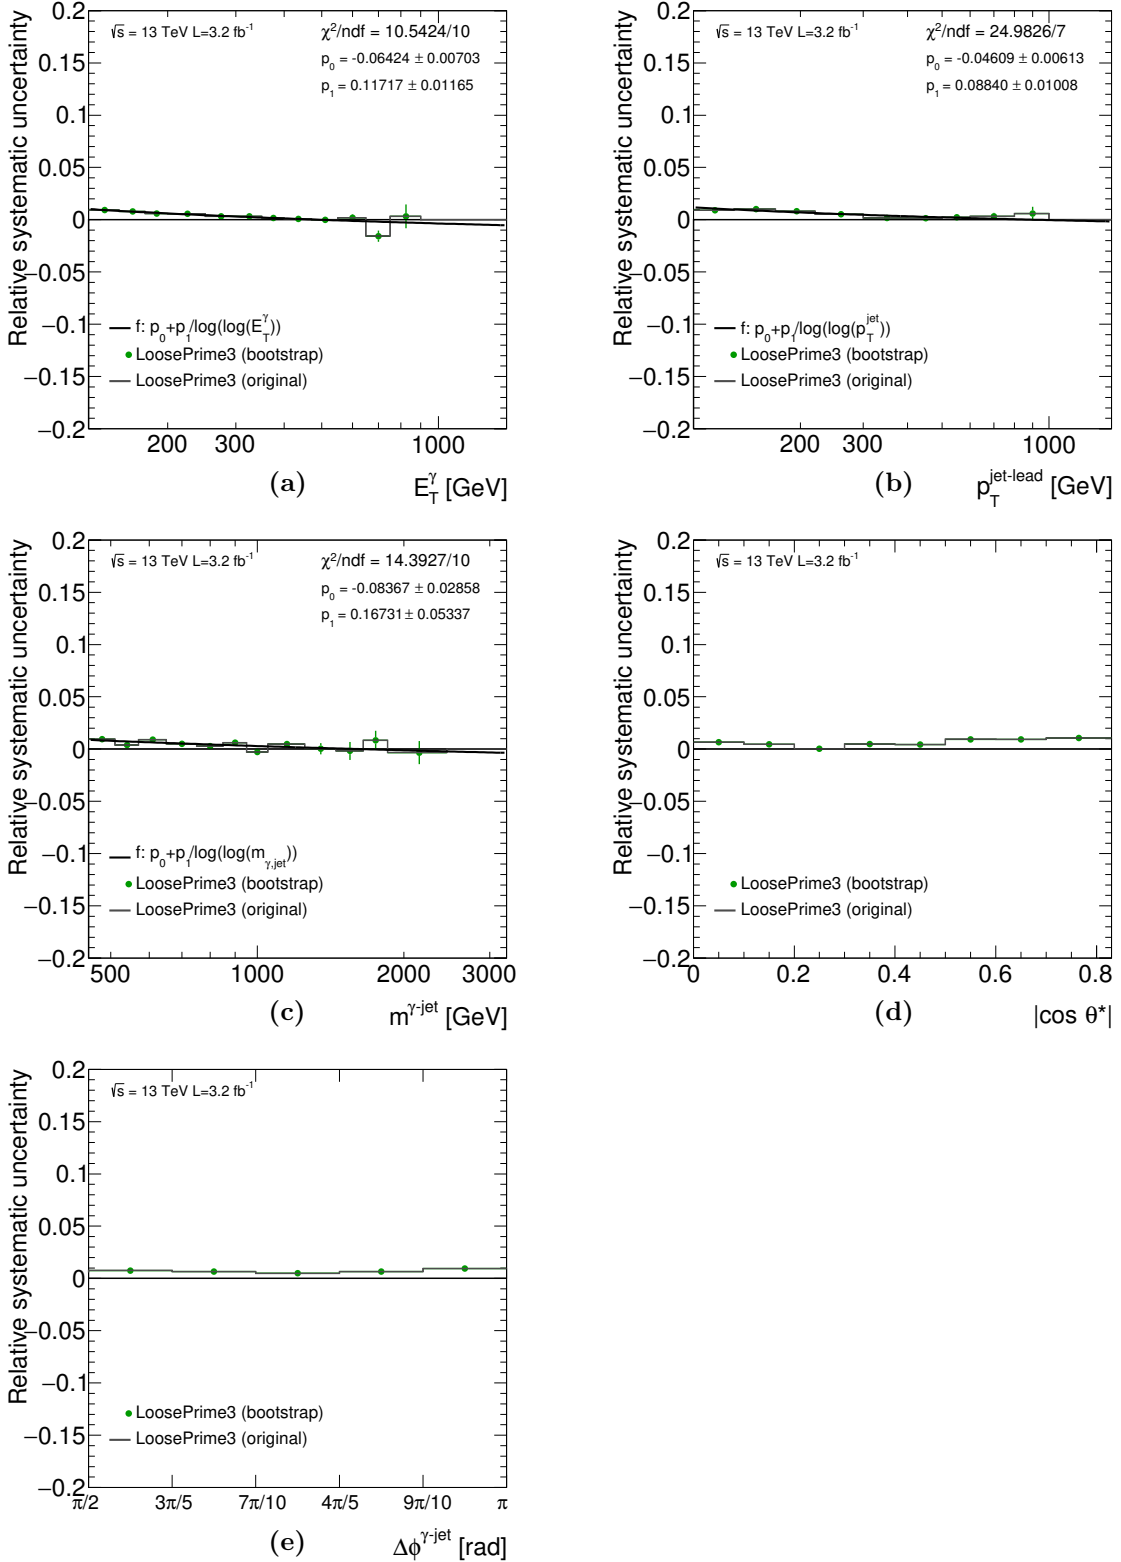 Relative systematic uncertainty
√s = 13 TeV L=3.2 fb⁻¹
χ²/ndf = 10.5424/10
p₀ = -0.06424 ± 0.00703
p₁ = 0.11717 ± 0.01165
0.2
0.15
0.1
0.05
0
−0.05
−0.1
−0.15
−0.2
f: p₀+p₁/log(log(E_T^γ))
LoosePrime3 (bootstrap)
LoosePrime3 (original)
200 300 1000
(a) E_T^γ [GeV]
Relative systematic uncertainty
√s = 13 TeV L=3.2 fb⁻¹
χ²/ndf = 24.9826/7
p₀ = -0.04609 ± 0.00613
p₁ = 0.08840 ± 0.01008
0.2
0.15
0.1
0.05
0
−0.05
−0.1
−0.15
−0.2
f: p₀+p₁/log(log(p_T^jet))
LoosePrime3 (bootstrap)
LoosePrime3 (original)
200 300 1000
(b) p_T^jet-lead [GeV]
Relative systematic uncertainty
√s = 13 TeV L=3.2 fb⁻¹
χ²/ndf = 14.3927/10
p₀ = -0.08367 ± 0.02858
p₁ = 0.16731 ± 0.05337
0.2
0.15
0.1
0.05
0
−0.05
−0.1
−0.15
−0.2
f: p₀+p₁/log(log(m_γ,jet))
LoosePrime3 (bootstrap)
LoosePrime3 (original)
500 1000 2000 3000
(c) m^γ-jet [GeV]
Relative systematic uncertainty
√s = 13 TeV L=3.2 fb⁻¹
0.2
0.15
0.1
0.05
0
−0.05
−0.1
−0.15
−0.2
LoosePrime3 (bootstrap)
LoosePrime3 (original)
0 0.2 0.4 0.6 0.8
(d) |cos θ*|
Relative systematic uncertainty
√s = 13 TeV L=3.2 fb⁻¹
0.2
0.15
0.1
0.05
0
−0.05
−0.1
−0.15
−0.2
LoosePrime3 (bootstrap)
LoosePrime3 (original)
π/2 3π/5 7π/10 4π/5 9π/10 π
(e) Δϕ^γ-jet [rad]